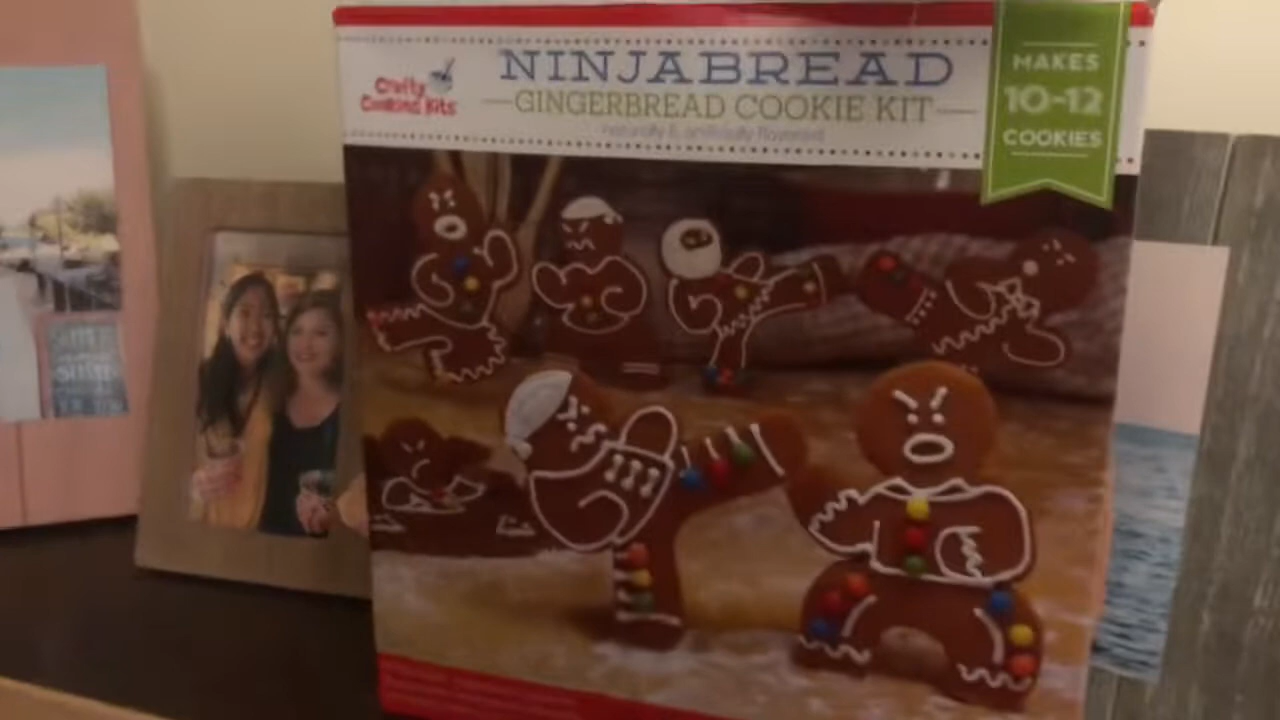 Crafty
Cooking Kits
NINJABREAD
GINGERBREAD COOKIE KIT
naturally & artificially flavored
MAKES
10-12
COOKIES